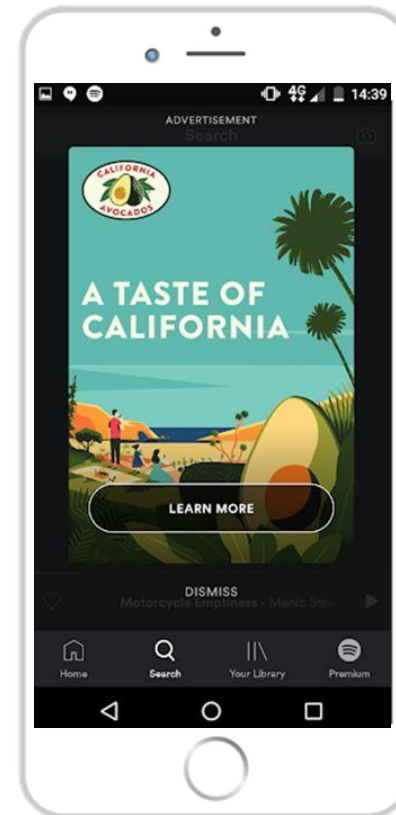 4G 14:39
ADVERTISEMENT
Search
CALIFORNIA
AVOCADOS
A TASTE OF
CALIFORNIA
LEARN MORE
DISMISS
Motorcycle Emptiness • Manic Stre
Home Search Your Library Premium